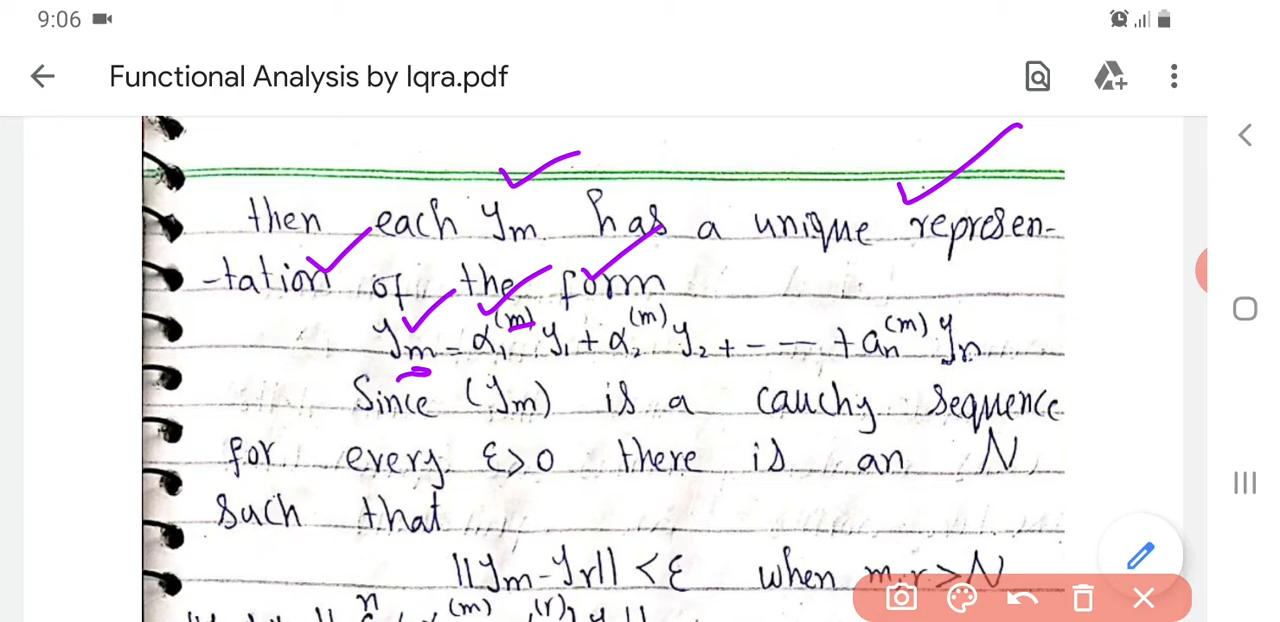 9:06
Functional Analysis by Iqra.pdf
then each ym has a unique represen-
-tation of the form
ym = α₁⁽ᵐ⁾ y₁ + α₂⁽ᵐ⁾ y₂ + - — + aₙ⁽ᵐ⁾ yₙ
Since (ym) is a cauchy sequence
for every ε>0 there is an N
such that
||ym - yr|| < ε when m,r > N